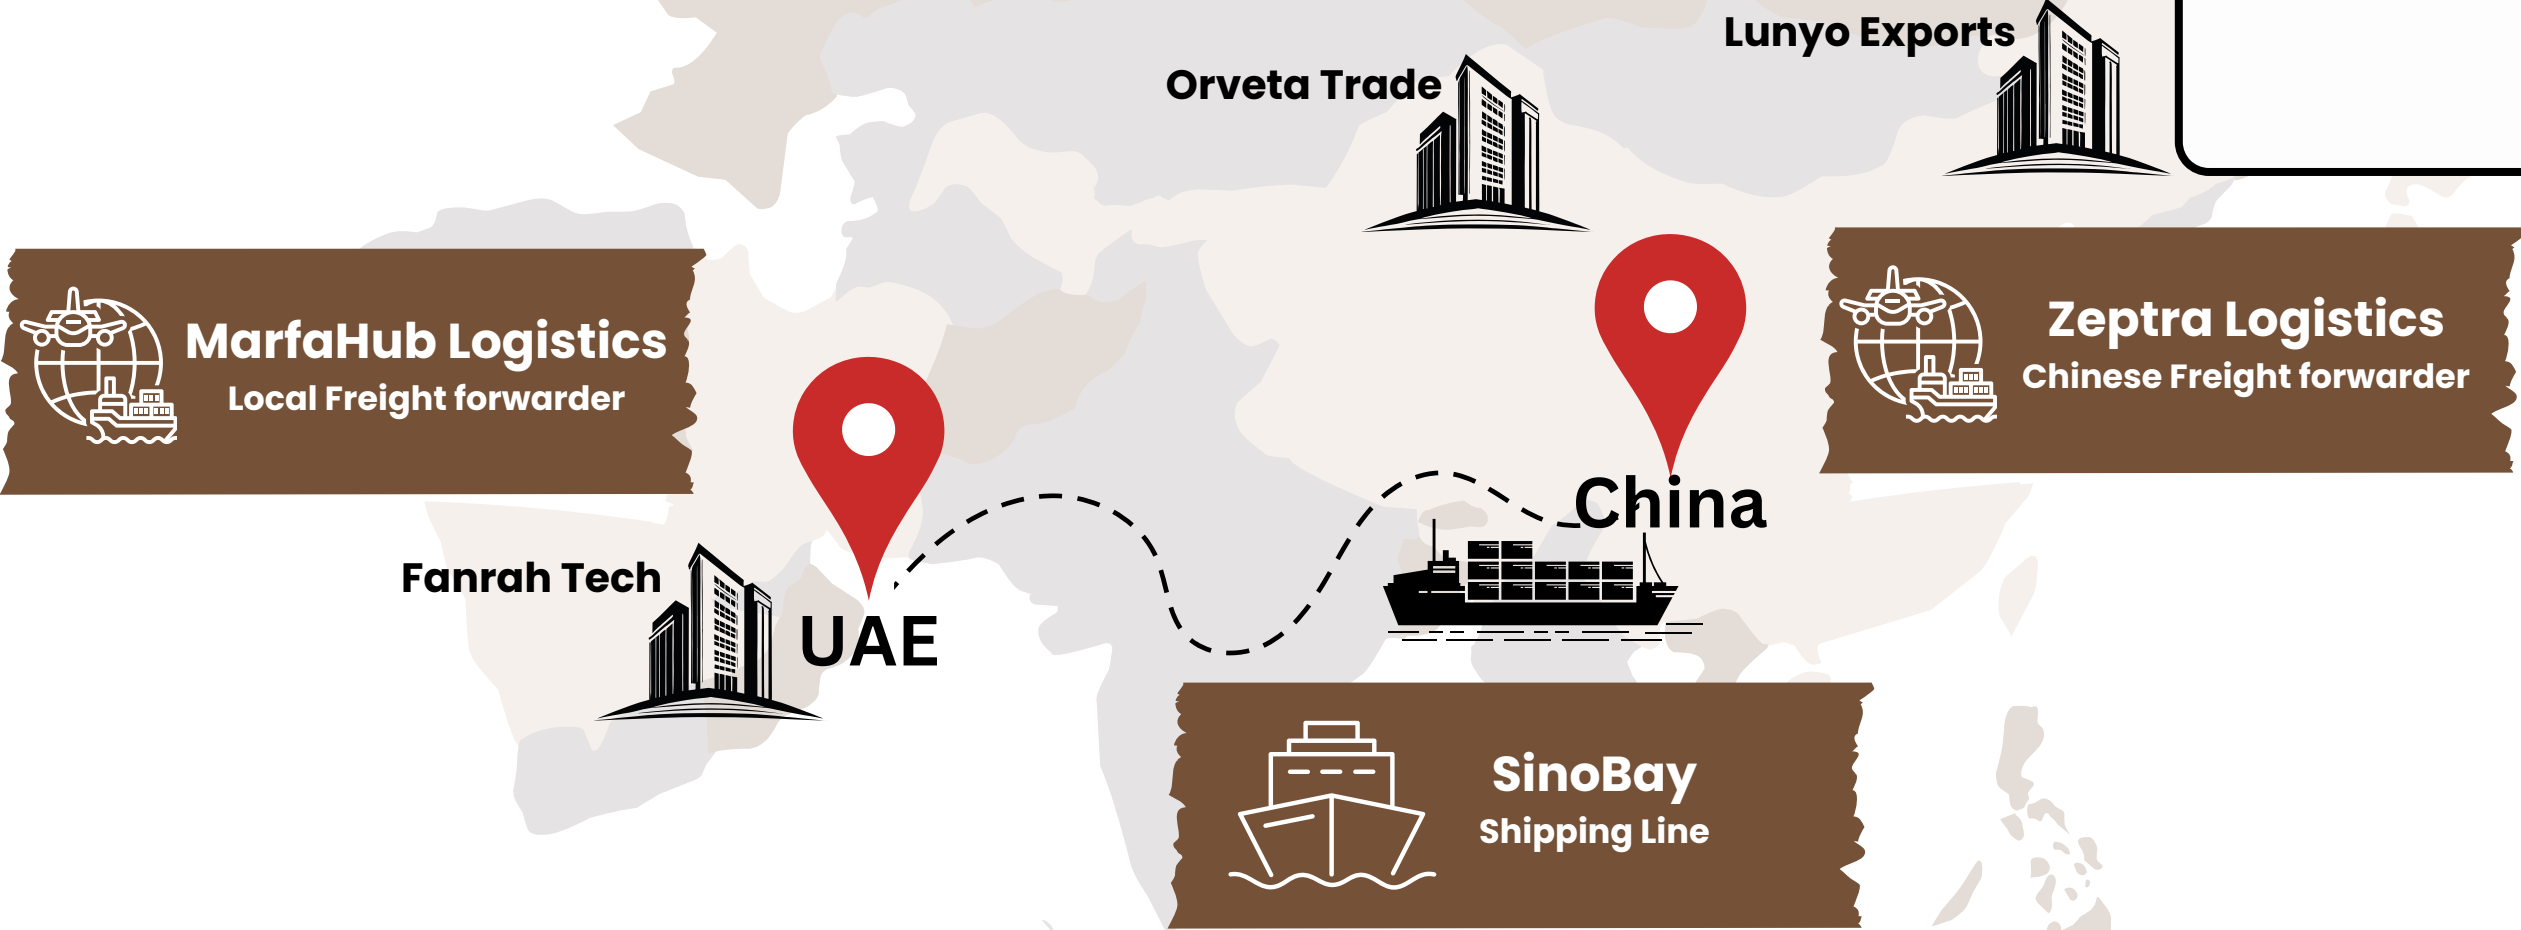 Lunyo Exports
Orveta Trade
MarfaHub Logistics
Local Freight forwarder
Zeptra Logistics
Chinese Freight forwarder
China
Fanrah Tech
UAE
SinoBay
Shipping Line